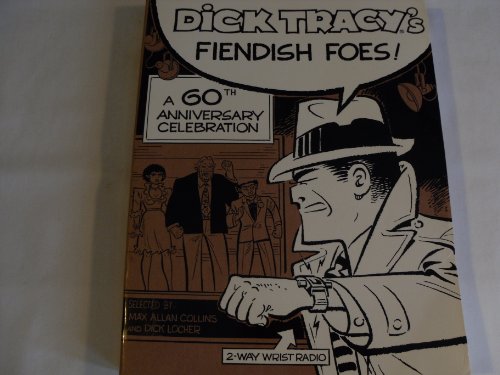 DICK TRACY's
FIENDISH FOES!
A 60TH
ANNIVERSARY
CELEBRATION
SELECTED BY:
MAX ALLAN COLLINS
AND DICK LOCHER
2-WAY WRIST RADIO